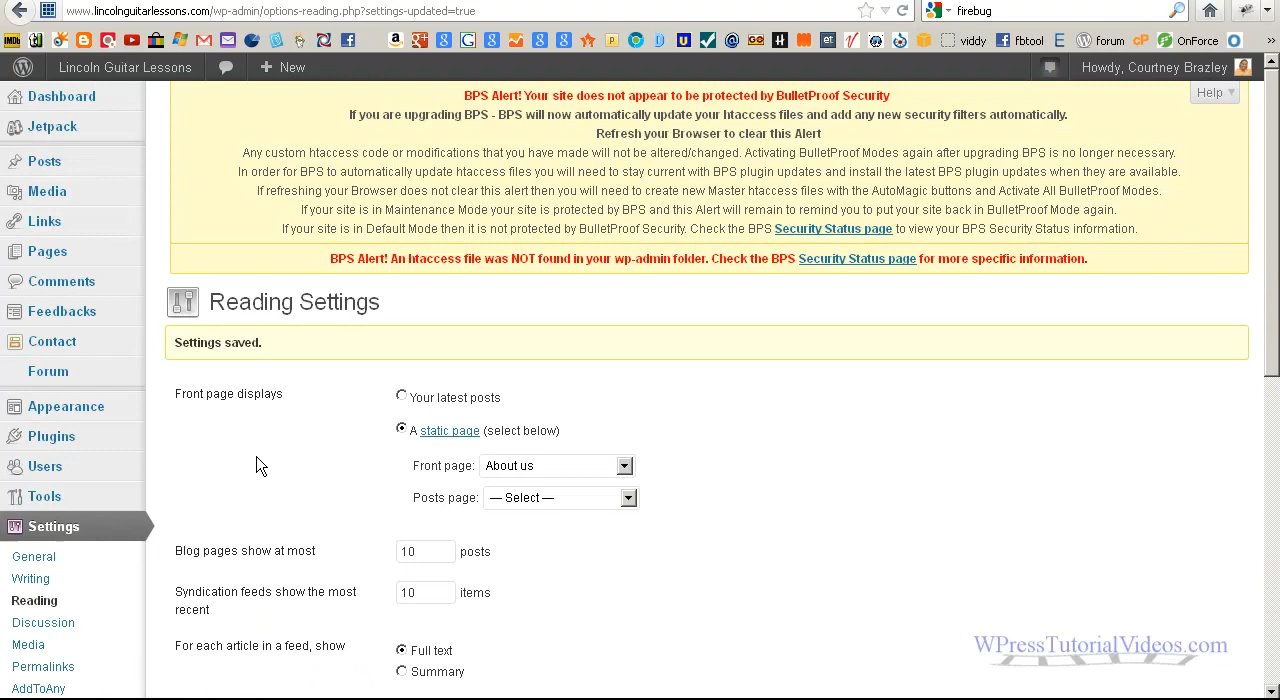 www.lincolnguitarlessons.com/wp-admin/options-reading.php?settings-updated=true
firebug
viddy
fbtool
forum
OnForce
Lincoln Guitar Lessons
New
Howdy, Courtney Brazley
Help
BPS Alert! Your site does not appear to be protected by BulletProof Security
If you are upgrading BPS - BPS will now automatically update your htaccess files and add any new security filters automatically.
Refresh your Browser to clear this Alert
Any custom htaccess code or modifications that you have made will not be altered/changed. Activating BulletProof Modes again after upgrading BPS is no longer necessary.
In order for BPS to automatically update htaccess files you will need to stay current with BPS plugin updates and install the latest BPS plugin updates when they are available.
If refreshing your Browser does not clear this alert then you will need to create new Master htaccess files with the AutoMagic buttons and Activate All BulletProof Modes.
If your site is in Maintenance Mode your site is protected by BPS and this Alert will remain to remind you to put your site back in BulletProof Mode again.
If your site is in Default Mode then it is not protected by BulletProof Security. Check the BPS Security Status page to view your BPS Security Status information.
BPS Alert! An htaccess file was NOT found in your wp-admin folder. Check the BPS Security Status page for more specific information.
Dashboard
Jetpack
Posts
Media
Links
Pages
Comments
Feedbacks
Contact
Forum
Appearance
Plugins
Users
Tools
Settings
General
Writing
Reading
Discussion
Media
Permalinks
AddToAny
Reading Settings
Settings saved.
Front page displays
Your latest posts
A static page (select below)
Front page: About us
Posts page: — Select —
Blog pages show at most 10 posts
Syndication feeds show the most recent 10 items
For each article in a feed, show
Full text
Summary
WPressTutorialVideos.com